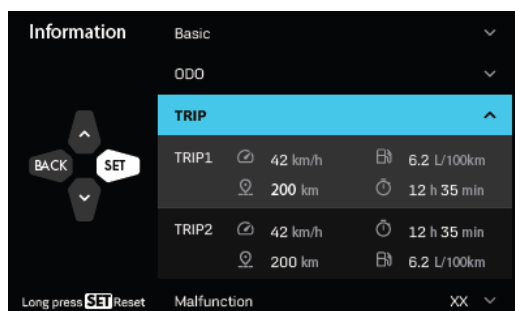 Information
Basic
ODO
TRIP
BACK SET
TRIP1 42 km/h 6.2 L/100km
200 km 12 h 35 min
TRIP2 42 km/h 12 h 35 min
200 km 6.2 L/100km
Long press SET Reset
Malfunction XX